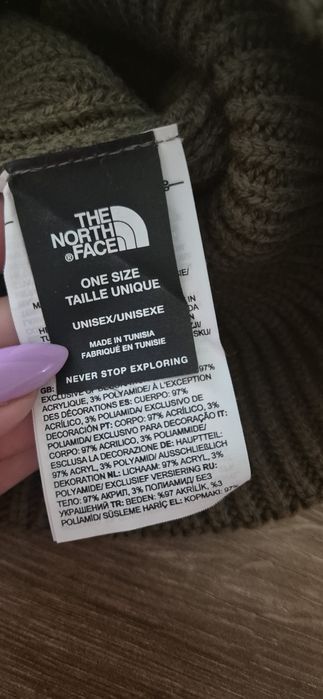 THE
NORTH
®FACE
ONE SIZE
TAILLE UNIQUE
UNISEX/UNISEXE
MADE IN TUNISIA
FABRIQUÉ EN TUNISIE
NEVER STOP EXPLORING
GB: EXCLUSIVE OF 97%
ACRYLIQUE, 3% POLYAMIDE/ A L'EXCEPTION
DES DÉCORATIONS ES: CUERPO: 97%
ACRÍLICO, 3% POLIAMIDA/ EXCLUSIVO DE
DECORACIÓN PT: CORPO: 97% ACRÍLICO, 3%
POLIAMIDA/ EXCLUSIVO PARA DECORAÇÃO IT:
CORPO: 97% ACRILICO, 3% POLIAMMIDE/
ESCLUSA LA DECORAZIONE DE: HAUPTTEIL:
97% ACRYL, 3% POLYAMID/ AUSSCHLIEßLICH
DEKORATION NL: LICHAAM: 97% ACRYL, 3%
POLYAMIDE/ EXCLUSIEF VERSIERING RU:
ТЕЛО: 97% АКРИЛ, 3% ПОЛИАМИД/ БЕЗ
УКРАШЕНИЙ TR: BEDEN: %97 AKRİLİK, %3
POLİAMİD/ SÜSLEME HARİÇ EL: ΚΟΡΜΑΚΙ: 97%